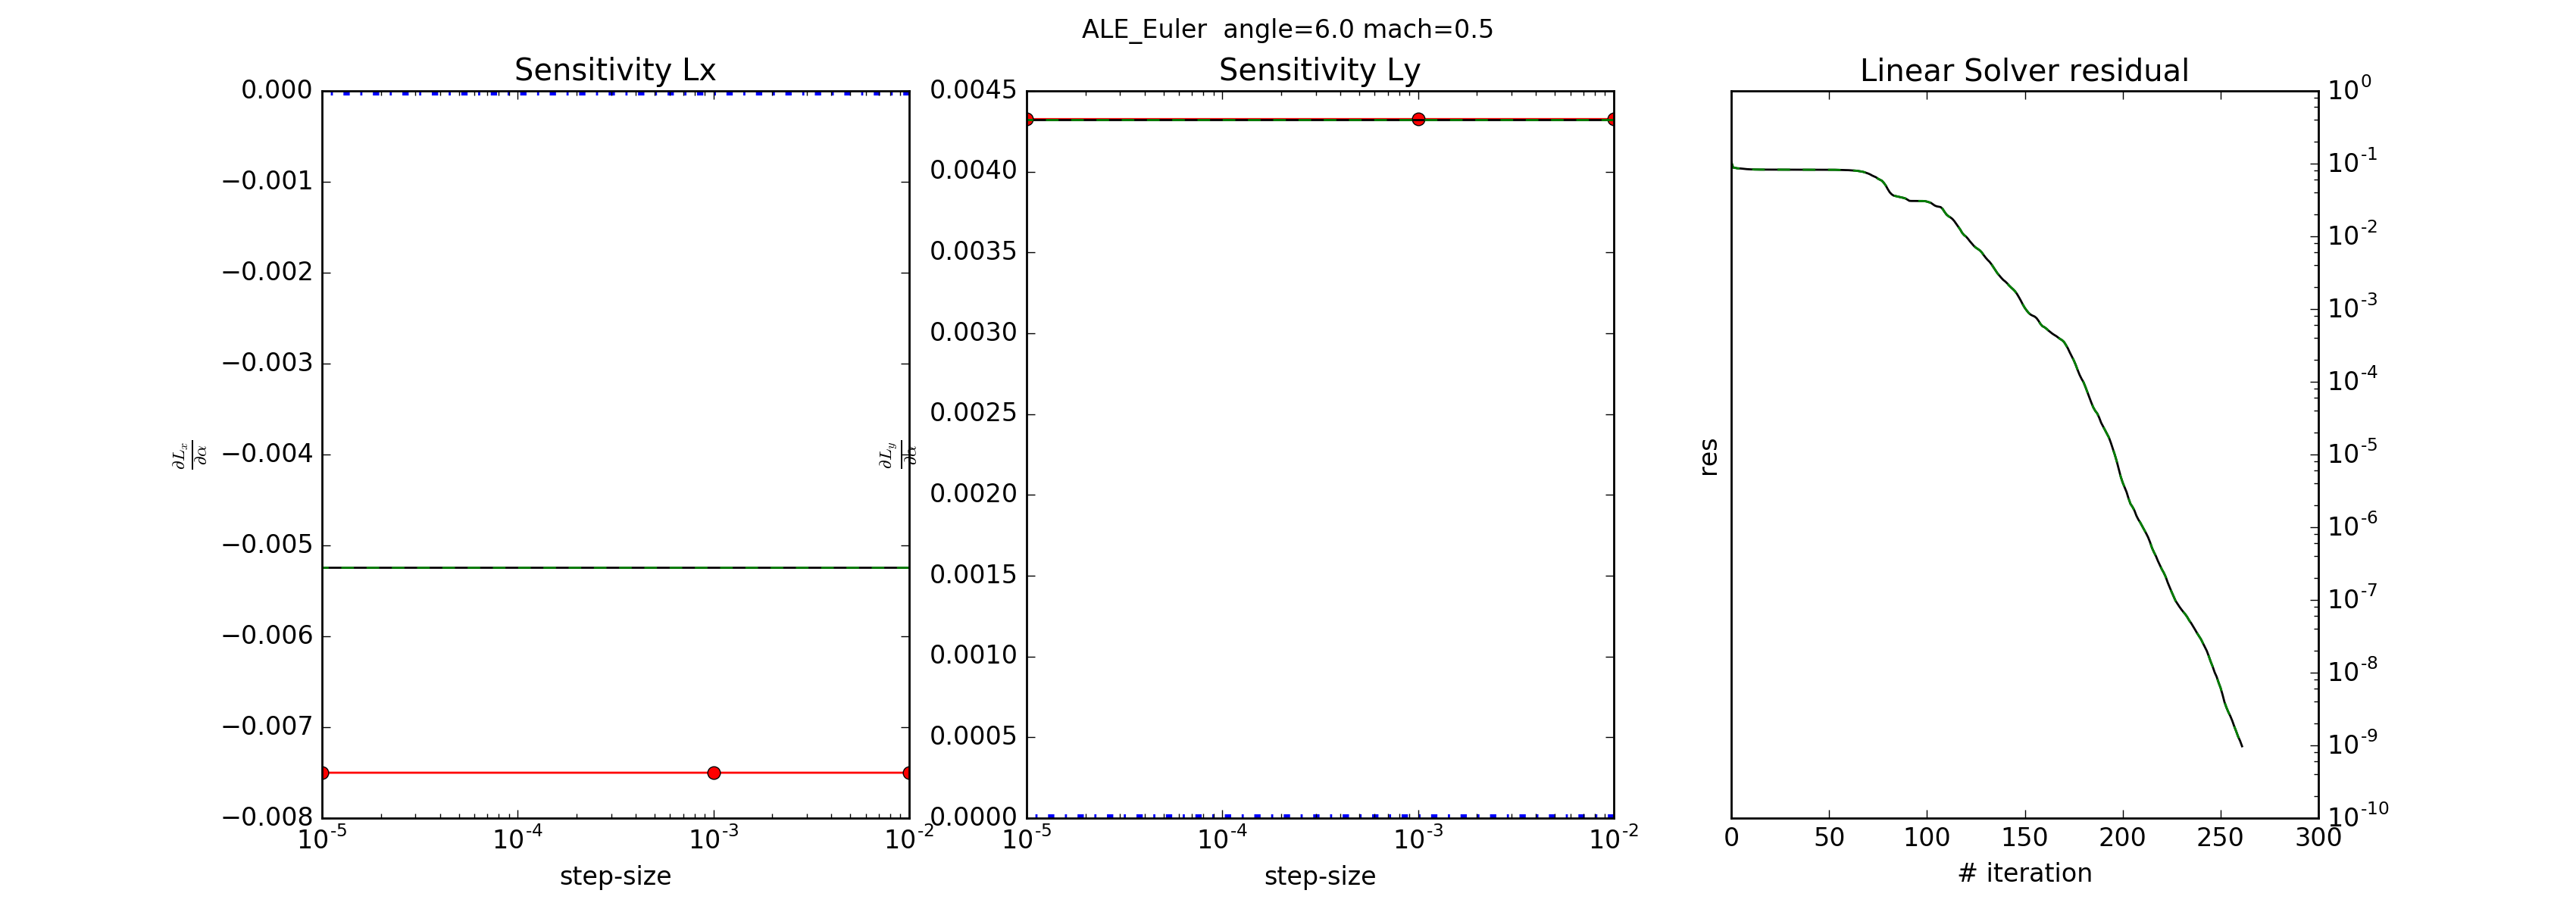 ALE_Euler  angle=6.0 mach=0.5
Sensitivity Lx
0.000
−0.001
−0.002
−0.003
−0.004
−0.005
−0.006
−0.007
−0.008
∂Lₓ/∂α
10^-5 10^-4 10^-3 10^-2
step-size
Sensitivity Ly
0.0045
0.0040
0.0035
0.0030
0.0025
0.0020
0.0015
0.0010
0.0005
0.0000
∂L_y/∂α
10^-5 10^-4 10^-3 10^-2
step-size
Linear Solver residual
res
10^0
10^-1
10^-2
10^-3
10^-4
10^-5
10^-6
10^-7
10^-8
10^-9
10^-10
0 50 100 150 200 250 300
# iteration